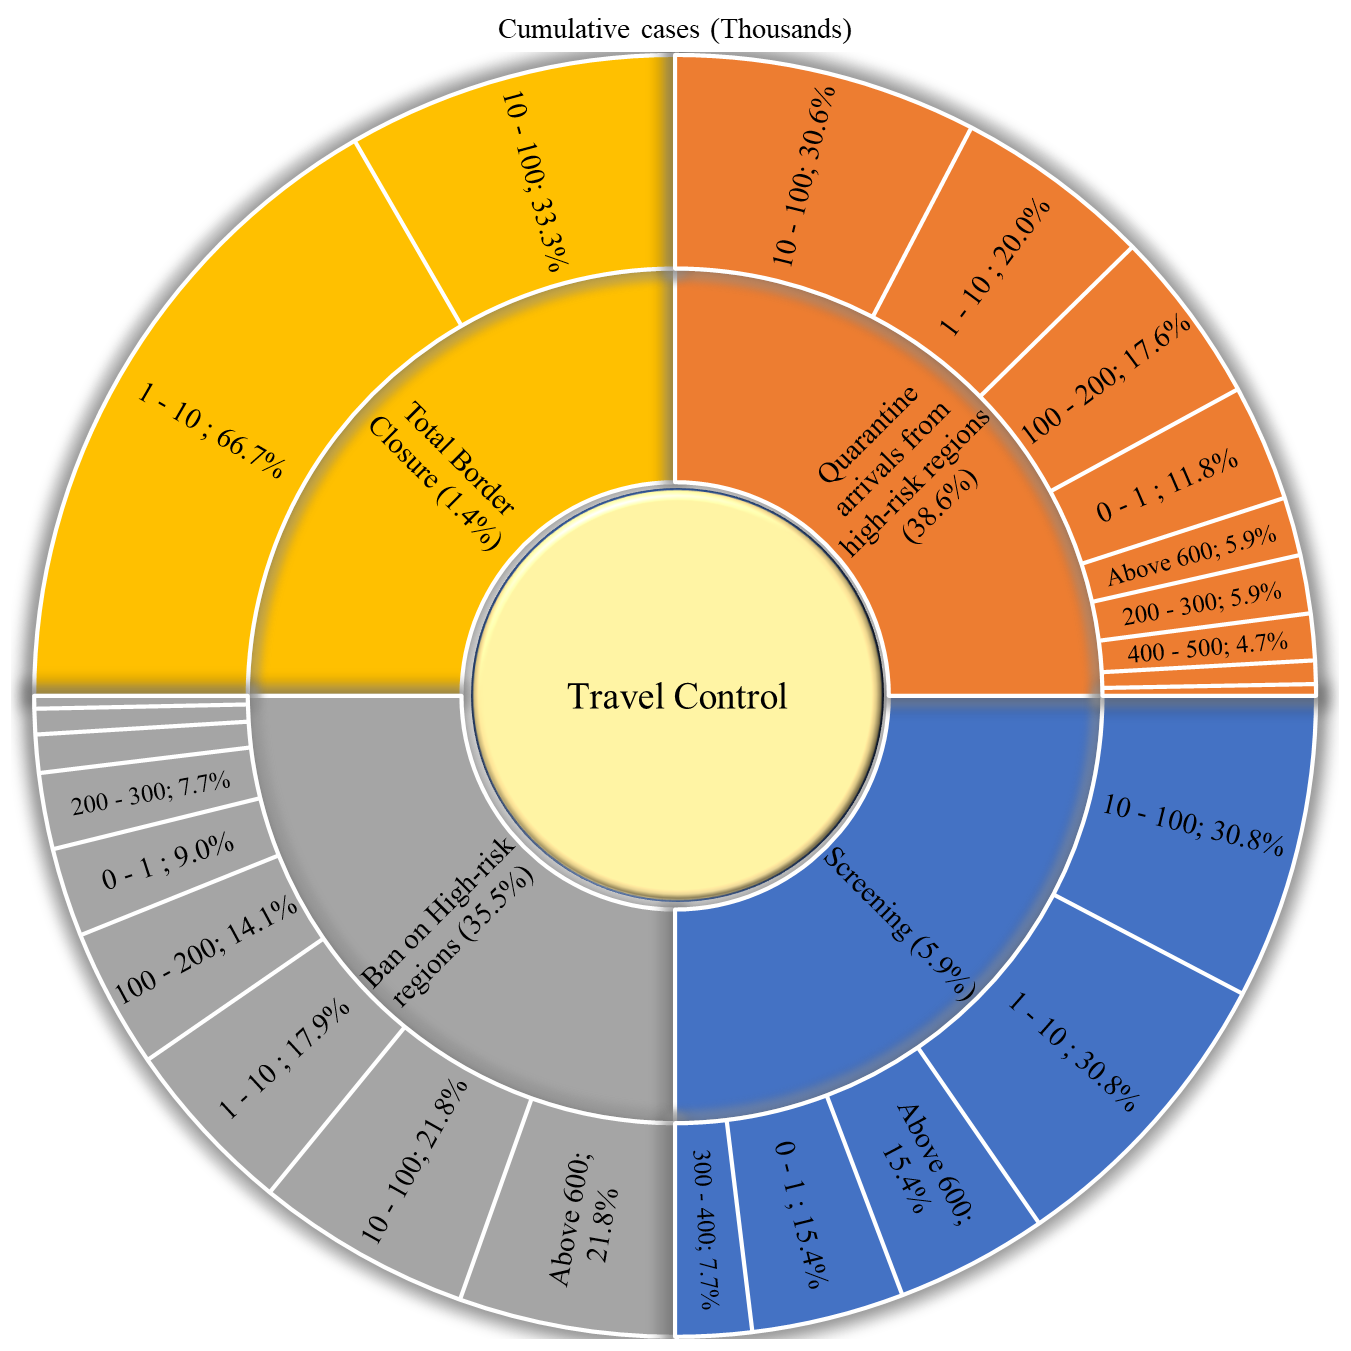 Cumulative cases (Thousands)
10 - 100; 33.3%
1 - 10 ; 66.7%
Total Border
Closure (1.4%)
10 - 100; 30.6%
1 - 10 ; 20.0%
100 - 200; 17.6%
0 - 1 ; 11.8%
Above 600; 5.9%
200 - 300; 5.9%
400 - 500; 4.7%
Quarantine
arrivals from
high-risk regions
(38.6%)
Travel Control
Screening (5.9%)
10 - 100; 30.8%
1 - 10 ; 30.8%
Above 600;
15.4%
0 - 1 ; 15.4%
300 - 400; 7.7%
Ban on High-risk
regions (35.5%)
Above 600;
21.8%
10 - 100; 21.8%
1 - 10 ; 17.9%
100 - 200; 14.1%
0 - 1 ; 9.0%
200 - 300; 7.7%